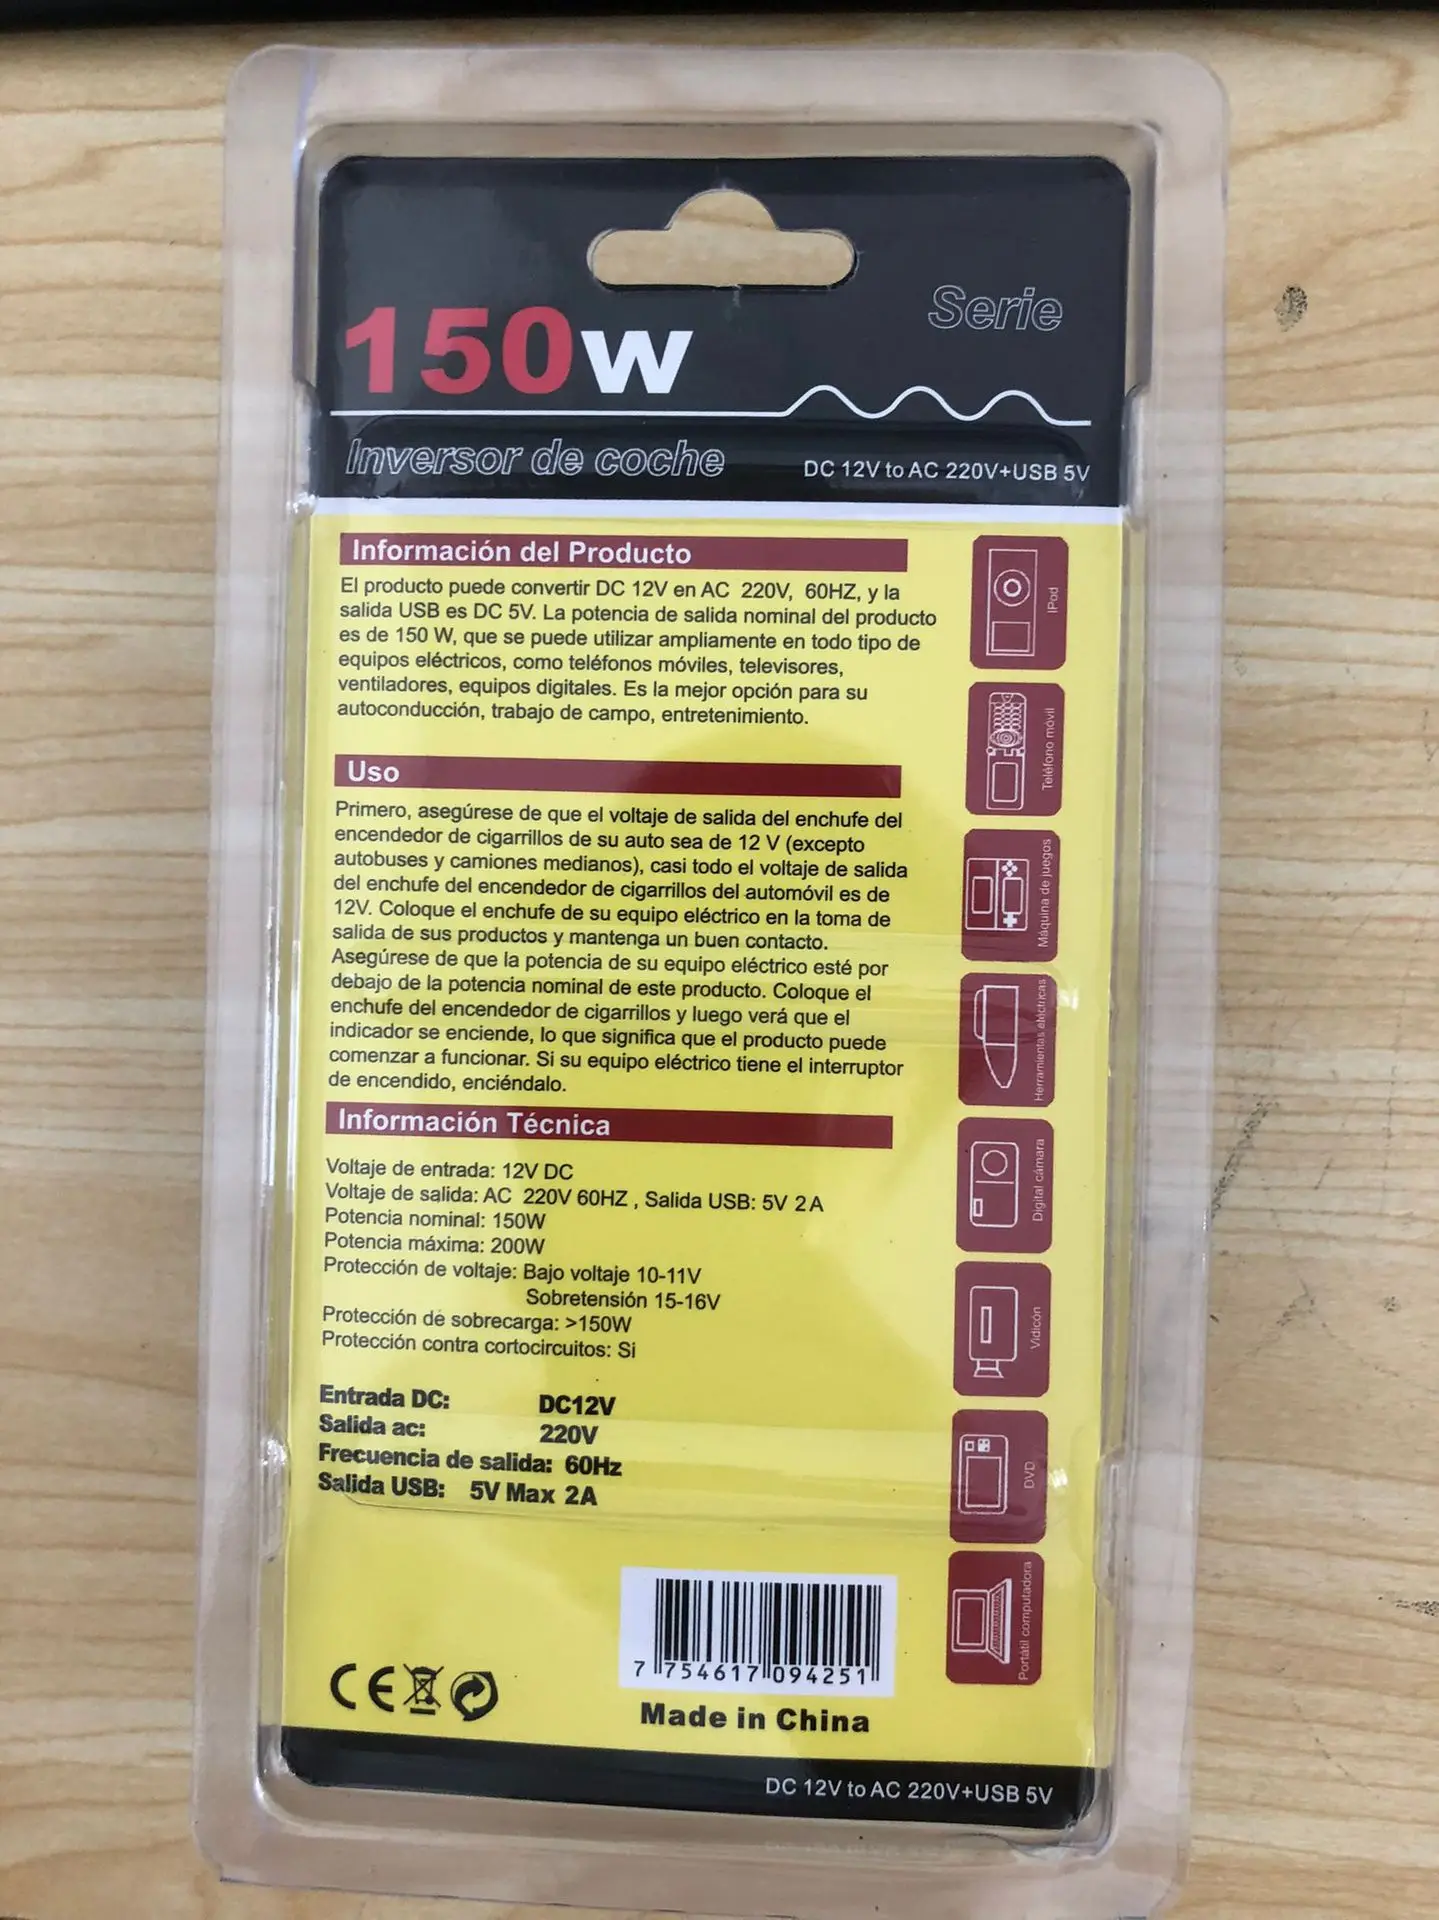 Serie
150W
Inversor de coche
DC 12V to AC 220V+USB 5V
Información del Producto
El producto puede convertir DC 12V en AC 220V, 60HZ, y la
salida USB es DC 5V. La potencia de salida nominal del producto
es de 150 W, que se puede utilizar ampliamente en todo tipo de
equipos eléctricos, como teléfonos móviles, televisores,
ventiladores, equipos digitales. Es la mejor opción para su
autoconducción, trabajo de campo, entretenimiento.
Uso
Primero, asegúrese de que el voltaje de salida del enchufe del
encendedor de cigarrillos de su auto sea de 12 V (excepto
autobuses y camiones medianos), casi todo el voltaje de salida
del enchufe del encendedor de cigarrillos del automóvil es de
12V. Coloque el enchufe de su equipo eléctrico en la toma de
salida de sus productos y mantenga un buen contacto.
Asegúrese de que la potencia de su equipo eléctrico esté por
debajo de la potencia nominal de este producto. Coloque el
enchufe del encendedor de cigarrillos y luego verá que el
indicador se enciende, lo que significa que el producto puede
comenzar a funcionar. Si su equipo eléctrico tiene el interruptor
de encendido, enciéndalo.
Información Técnica
Voltaje de entrada: 12V DC
Voltaje de salida: AC 220V 60HZ , Salida USB: 5V 2 A
Potencia nominal: 150W
Potencia máxima: 200W
Protección de voltaje: Bajo voltaje 10-11V
Sobretensión 15-16V
Protección de sobrecarga: >150W
Protección contra cortocircuitos: Si
Entrada DC: DC12V
Salida ac: 220V
Frecuencia de salida: 60Hz
Salida USB: 5V Max 2A
iPod
Teléfono móvil
Máquina de juegos
Herramientas eléctricas
Digital cámara
Vidicón
DVD
Portátil computadora
7 754617 094251
CE
Made in China
DC 12V to AC 220V+USB 5V